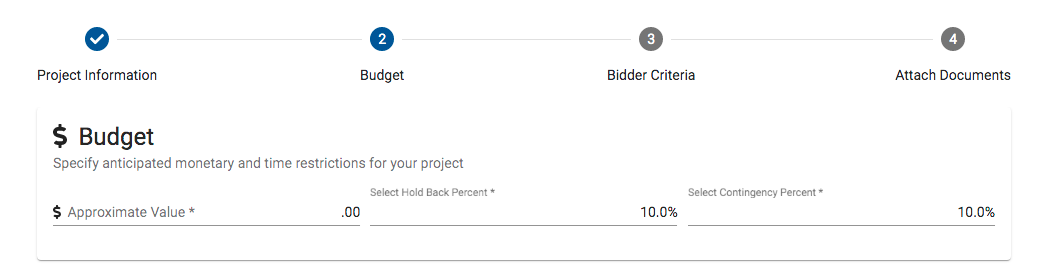 2 3 4
Project Information Budget Bidder Criteria Attach Documents
$ Budget
Specify anticipated monetary and time restrictions for your project
Select Hold Back Percent * Select Contingency Percent *
$ Approximate Value * .00 10.0% 10.0%